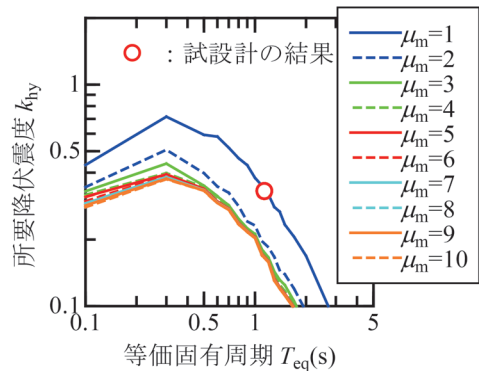 : 試設計の結果
μm=1
μm=2
μm=3
μm=4
μm=5
μm=6
μm=7
μm=8
μm=9
μm=10
所要降伏震度 khy
1
0.5
0.1
0.1
0.5
1
5
等価固有周期 Teq(s)